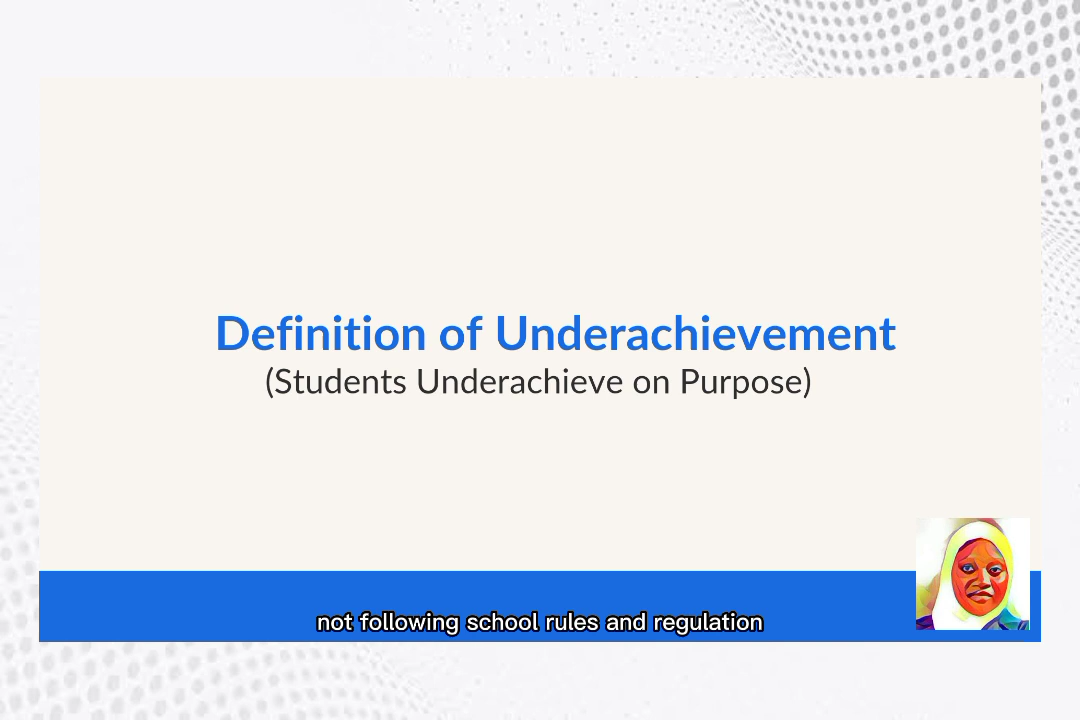 Definition of Underachievement
(Students Underachieve on Purpose)
not following school rules and regulation